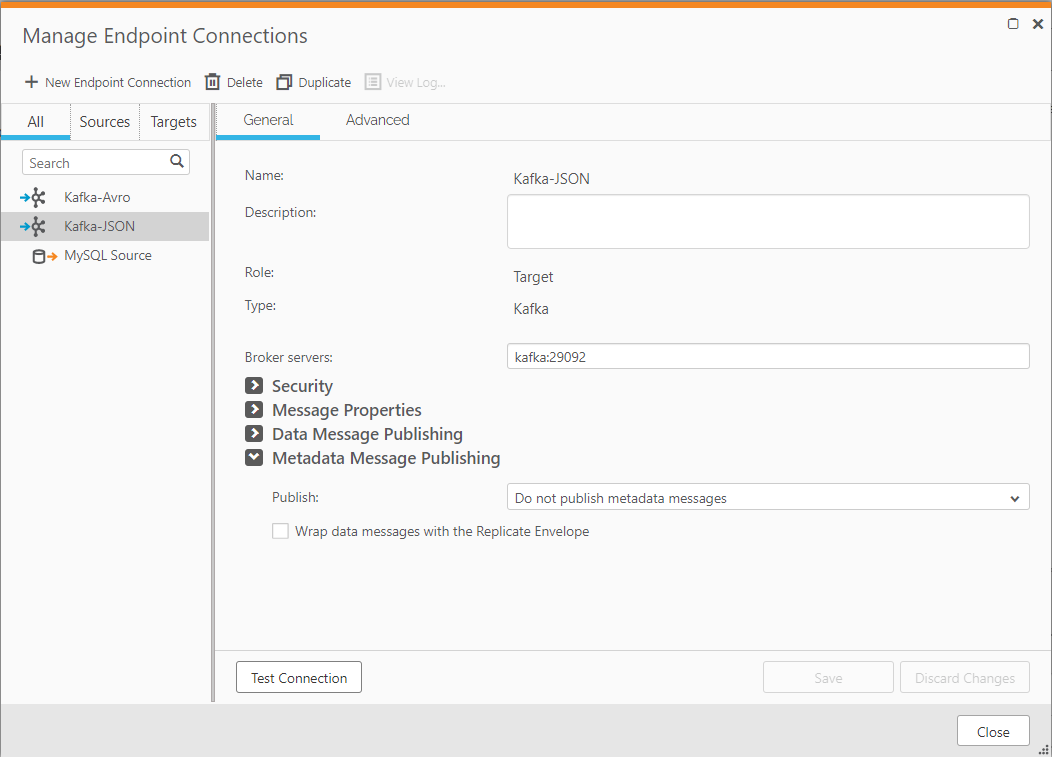 Manage Endpoint Connections
New Endpoint Connection Delete Duplicate View Log...
All Sources Targets
General Advanced
Search
Kafka-Avro
Kafka-JSON
MySQL Source
Name: Kafka-JSON
Description:
Role: Target
Type: Kafka
Broker servers: kafka:29092
Security
Message Properties
Data Message Publishing
Metadata Message Publishing
Publish: Do not publish metadata messages
Wrap data messages with the Replicate Envelope
Test Connection Save Discard Changes
Close